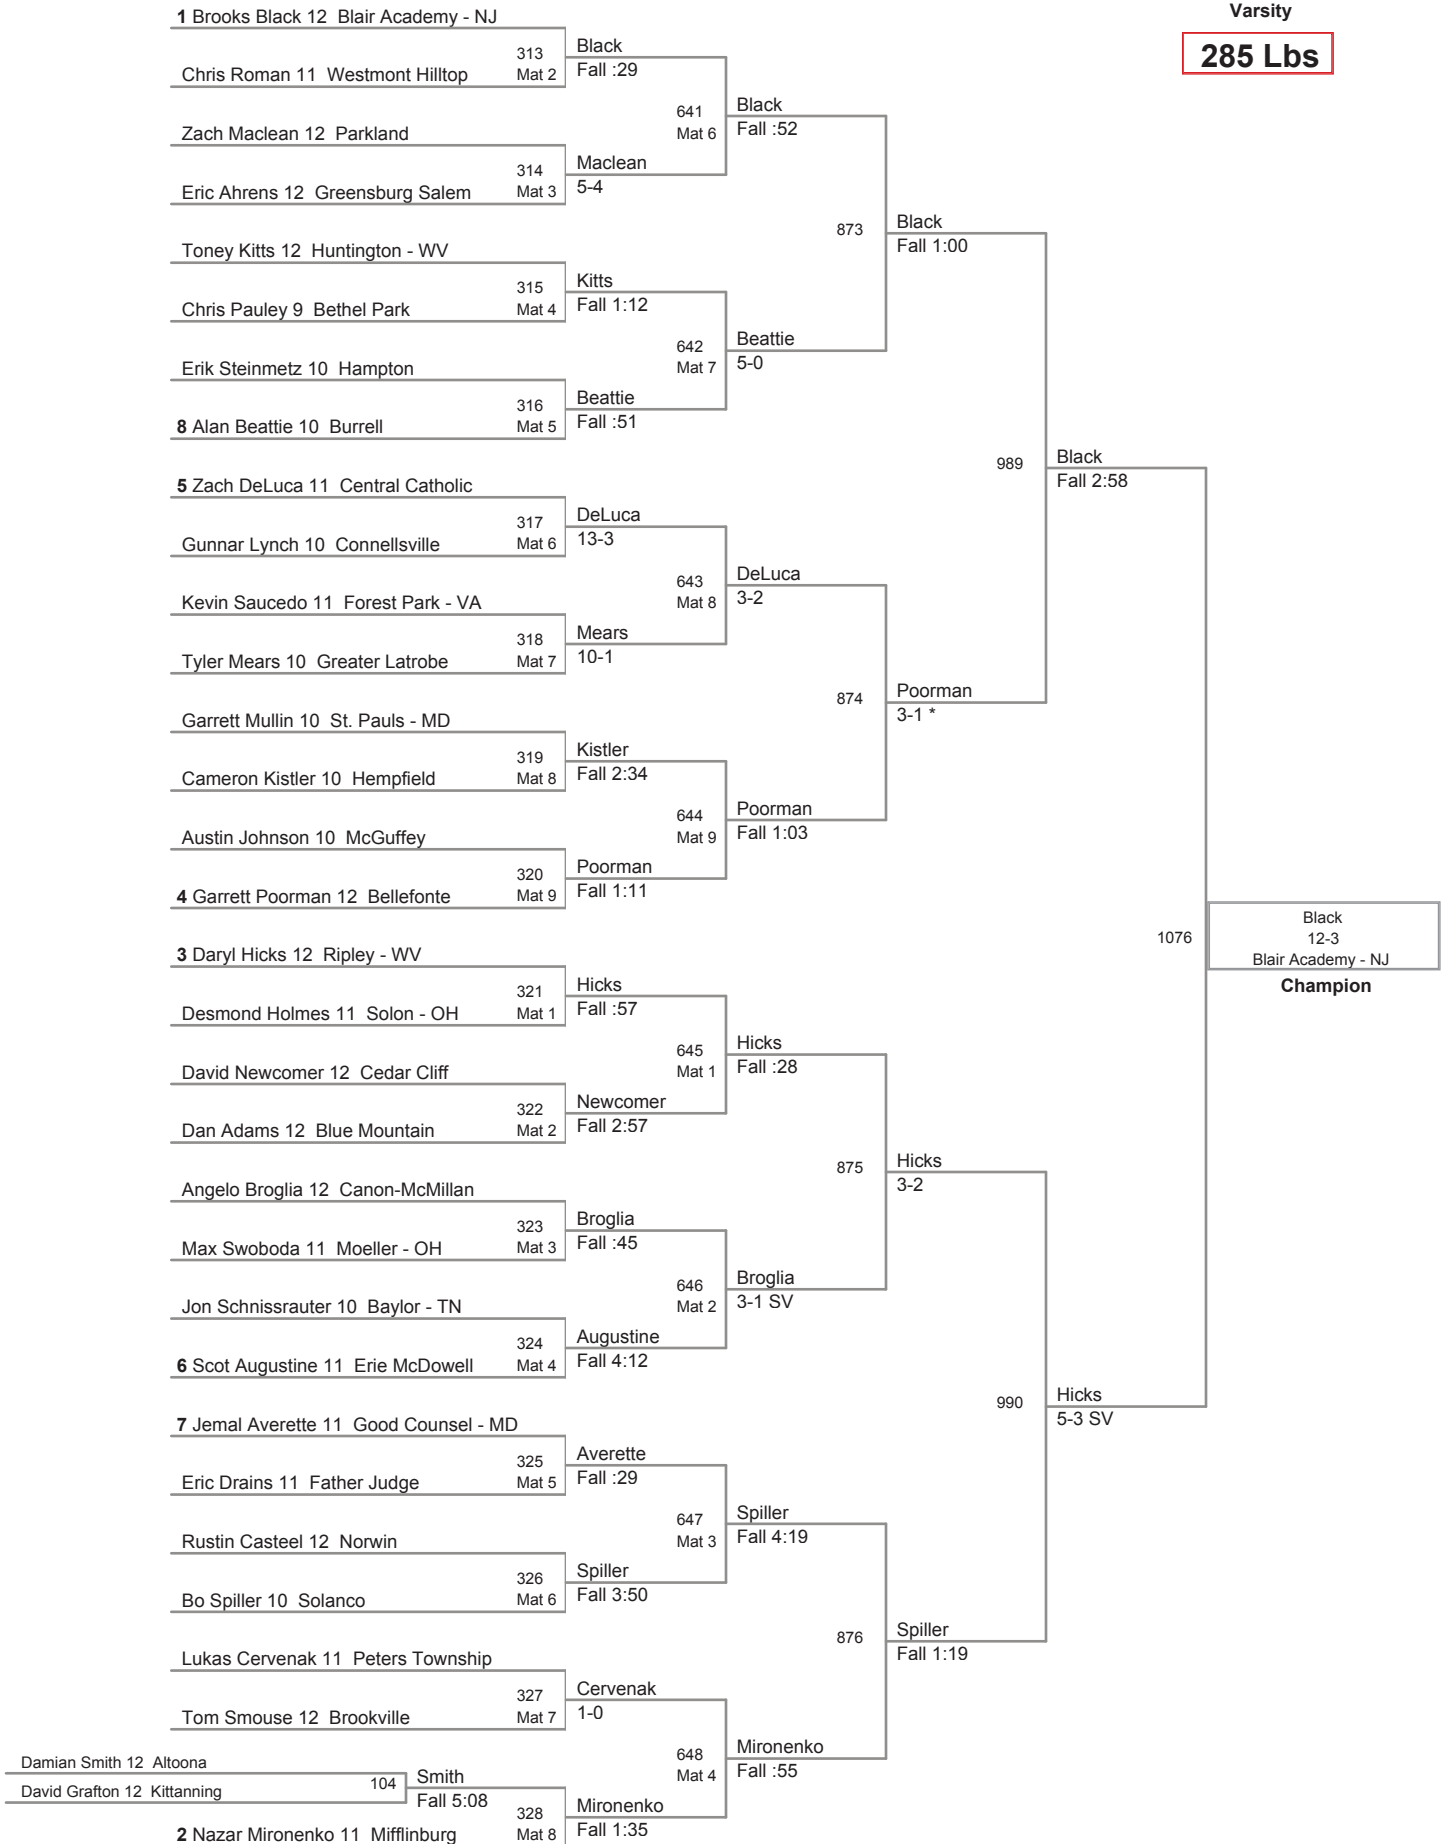 Varsity
285 Lbs
1 Brooks Black 12 Blair Academy - NJ
313
Mat 2
Black
Fall :29
Chris Roman 11 Westmont Hilltop
641
Mat 6
Black
Fall :52
Zach Maclean 12 Parkland
314
Mat 3
Maclean
5-4
Eric Ahrens 12 Greensburg Salem
873
Black
Fall 1:00
Toney Kitts 12 Huntington - WV
315
Mat 4
Kitts
Fall 1:12
Chris Pauley 9 Bethel Park
642
Mat 7
Beattie
5-0
Erik Steinmetz 10 Hampton
316
Mat 5
Beattie
Fall :51
8 Alan Beattie 10 Burrell
989
Black
Fall 2:58
5 Zach DeLuca 11 Central Catholic
317
Mat 6
DeLuca
13-3
Gunnar Lynch 10 Connellsville
643
Mat 8
DeLuca
3-2
Kevin Saucedo 11 Forest Park - VA
318
Mat 7
Mears
10-1
Tyler Mears 10 Greater Latrobe
874
Poorman
3-1 *
Garrett Mullin 10 St. Pauls - MD
319
Mat 8
Kistler
Fall 2:34
Cameron Kistler 10 Hempfield
644
Mat 9
Poorman
Fall 1:03
Austin Johnson 10 McGuffey
320
Mat 9
Poorman
Fall 1:11
4 Garrett Poorman 12 Bellefonte
1076
Black
12-3
Blair Academy - NJ
Champion
3 Daryl Hicks 12 Ripley - WV
321
Mat 1
Hicks
Fall :57
Desmond Holmes 11 Solon - OH
645
Mat 1
Hicks
Fall :28
David Newcomer 12 Cedar Cliff
322
Mat 2
Newcomer
Fall 2:57
Dan Adams 12 Blue Mountain
875
Hicks
3-2
Angelo Broglia 12 Canon-McMillan
323
Mat 3
Broglia
Fall :45
Max Swoboda 11 Moeller - OH
646
Mat 2
Broglia
3-1 SV
Jon Schnissrauter 10 Baylor - TN
324
Mat 4
Augustine
Fall 4:12
6 Scot Augustine 11 Erie McDowell
990
Hicks
5-3 SV
7 Jemal Averette 11 Good Counsel - MD
325
Mat 5
Averette
Fall :29
Eric Drains 11 Father Judge
647
Mat 3
Spiller
Fall 4:19
Rustin Casteel 12 Norwin
326
Mat 6
Spiller
Fall 3:50
Bo Spiller 10 Solanco
876
Spiller
Fall 1:19
Lukas Cervenak 11 Peters Township
327
Mat 7
Cervenak
1-0
Tom Smouse 12 Brookville
648
Mat 4
Mironenko
Fall :55
Damian Smith 12 Altoona
104
Smith
Fall 5:08
David Grafton 12 Kittanning
328
Mat 8
Mironenko
Fall 1:35
2 Nazar Mironenko 11 Mifflinburg